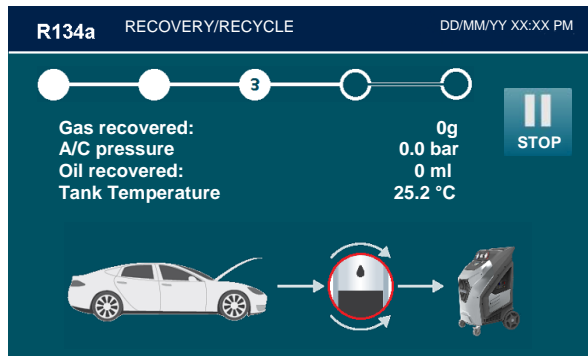 R134a RECOVERY/RECYCLE DD/MM/YY XX:XX PM
3
Gas recovered: 0g
A/C pressure 0.0 bar
Oil recovered: 0 ml
Tank Temperature 25.2 °C
STOP